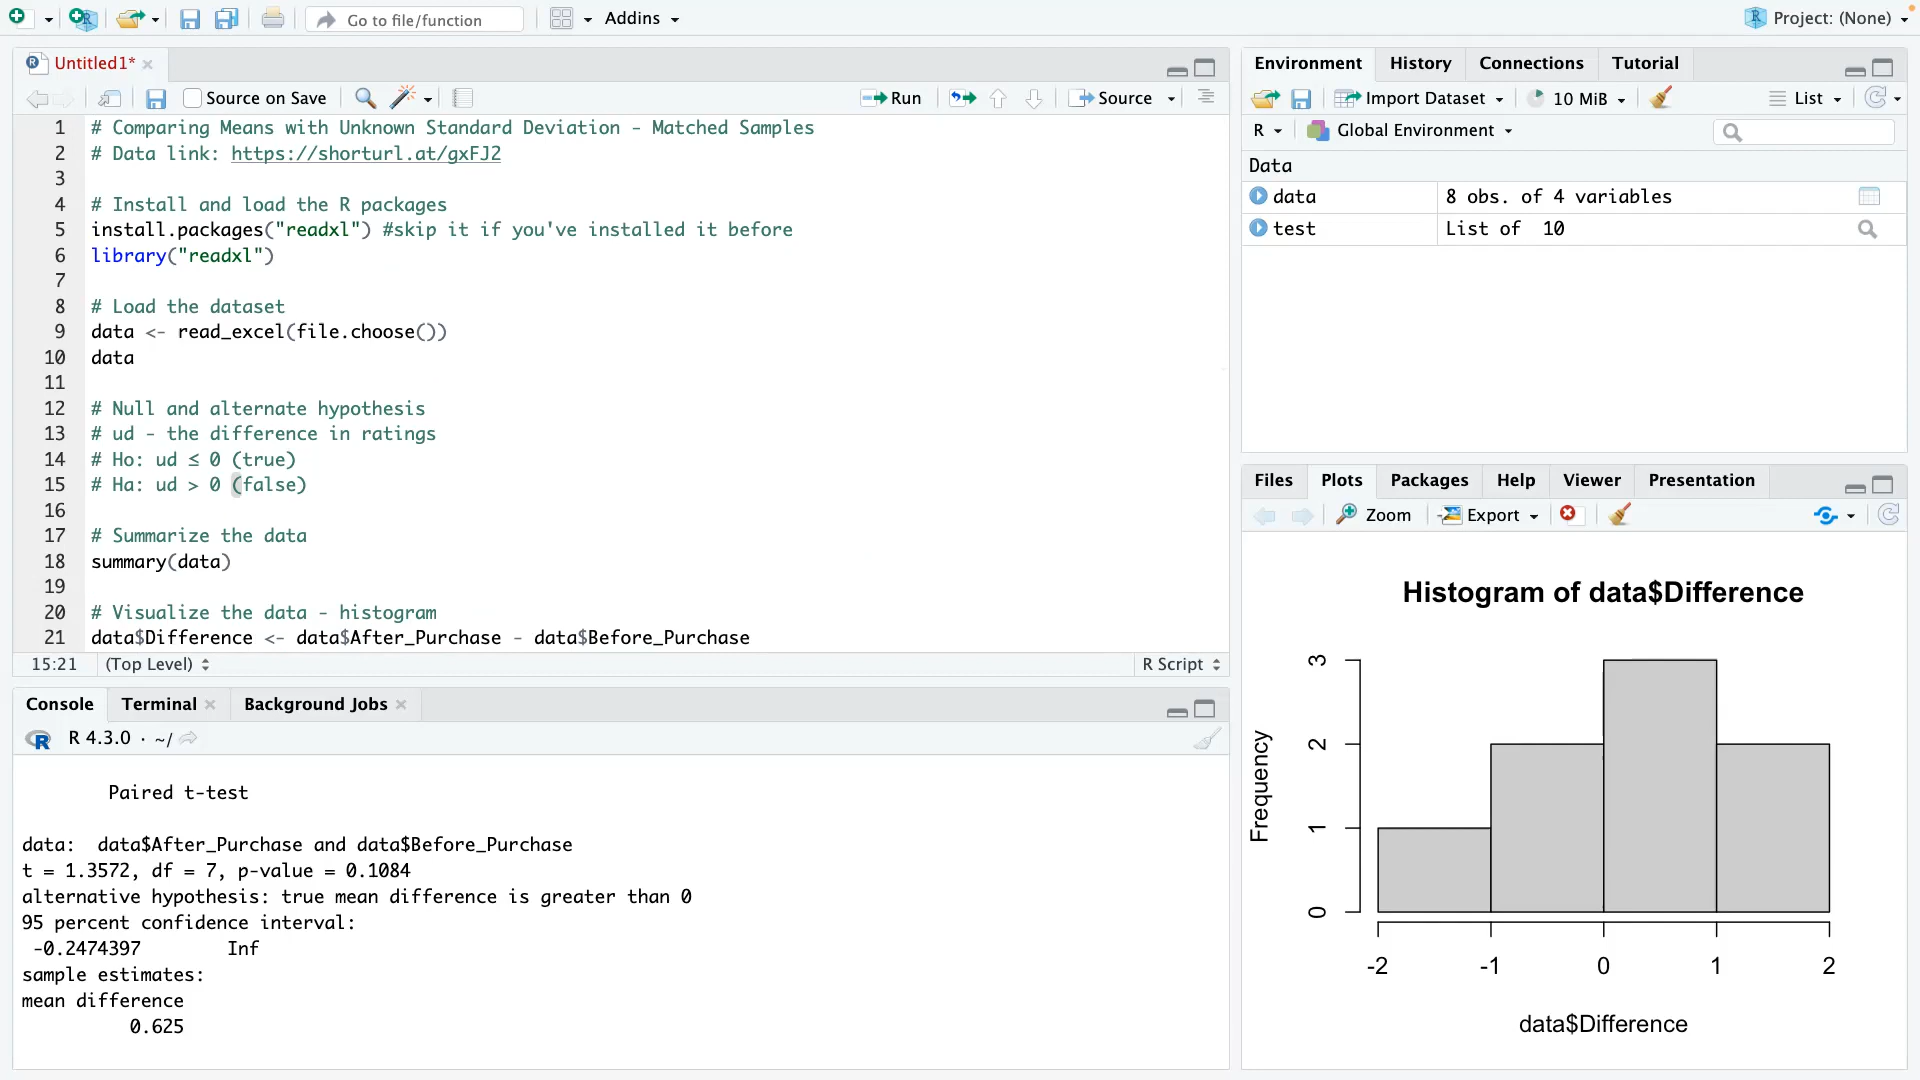 Go to file/function
Addins
Project: (None)
Untitled1*
Source on Save
Run
Source
1 # Comparing Means with Unknown Standard Deviation - Matched Samples
2 # Data link: https://shorturl.at/gxFJ2
3
4 # Install and load the R packages
5 install.packages("readxl") #skip it if you've installed it before
6 library("readxl")
7
8 # Load the dataset
9 data <- read_excel(file.choose())
10 data
11
12 # Null and alternate hypothesis
13 # ud - the difference in ratings
14 # Ho: ud ≤ 0 (true)
15 # Ha: ud > 0 (false)
16
17 # Summarize the data
18 summary(data)
19
20 # Visualize the data - histogram
21 data$Difference <- data$After_Purchase - data$Before_Purchase
15:21 (Top Level) R Script
Console Terminal Background Jobs
R 4.3.0 · ~/
Paired t-test
data: data$After_Purchase and data$Before_Purchase
t = 1.3572, df = 7, p-value = 0.1084
alternative hypothesis: true mean difference is greater than 0
95 percent confidence interval:
-0.2474397 Inf
sample estimates:
mean difference
0.625
Environment History Connections Tutorial
Import Dataset 10 MiB List
R Global Environment
Data
data 8 obs. of 4 variables
test List of 10
Files Plots Packages Help Viewer Presentation
Zoom Export
Histogram of data$Difference
Frequency
3
2
1
0
-2 -1 0 1 2
data$Difference